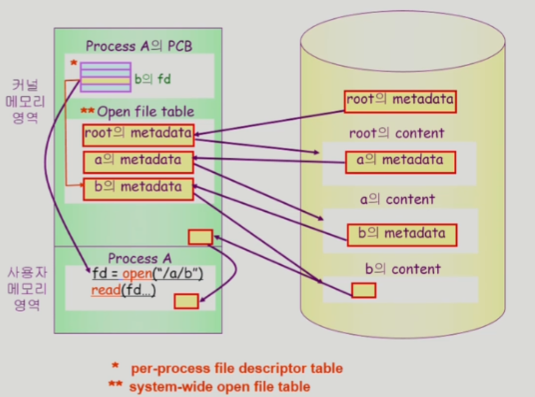 Process A의 PCB
*
b의 fd
커널
메모리
영역
** Open file table
root의 metadata
a의 metadata
b의 metadata
root의 metadata
root의 content
a의 metadata
a의 content
b의 metadata
b의 content
사용자
메모리
영역
Process A
fd = open("/a/b")
read(fd…)
* per-process file descriptor table
** system-wide open file table